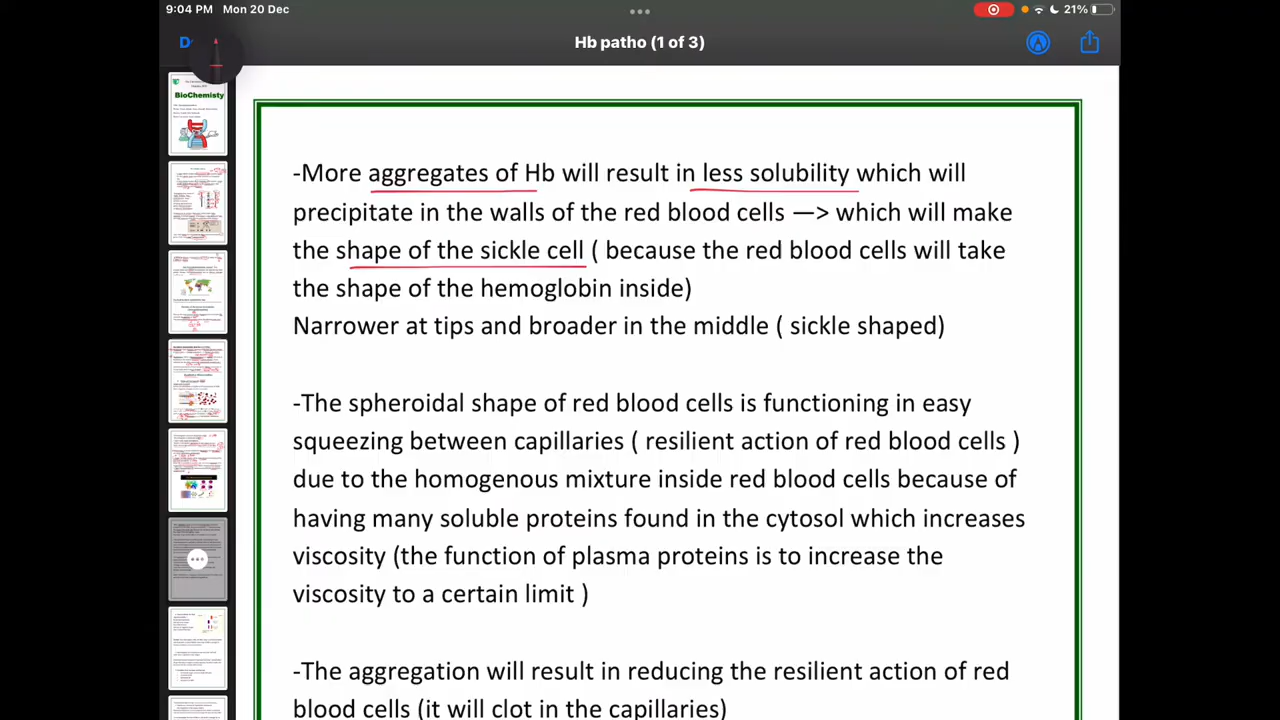 9:04 PM Mon 20 Dec
21%
Hb patho (1 of 3)
BioChemisty
-More aggregates of Hb will result in less solubility which will
precipitate in the wall of the red blood cells —> which will make
the shape of the sickle cell ( because the red blood cells will take
the shape of the hemoglobin inside)
Narrower at tips and broader in the middle ( sickle shaped)
-The spheroidal shape of red blood cells is functioning in easy
squeezing between capillaries (resilient action of red blood cells )
due to the homogenous mixture inside red blood cells because of
having many soluble proteins found in the cytosol which increases
viscosity (the function of plasma proteins is to increase the
viscosity to a certain limit )
-The aggregants will result in reducing the resilient action of red
blood cells (it will clot in the capillaries)